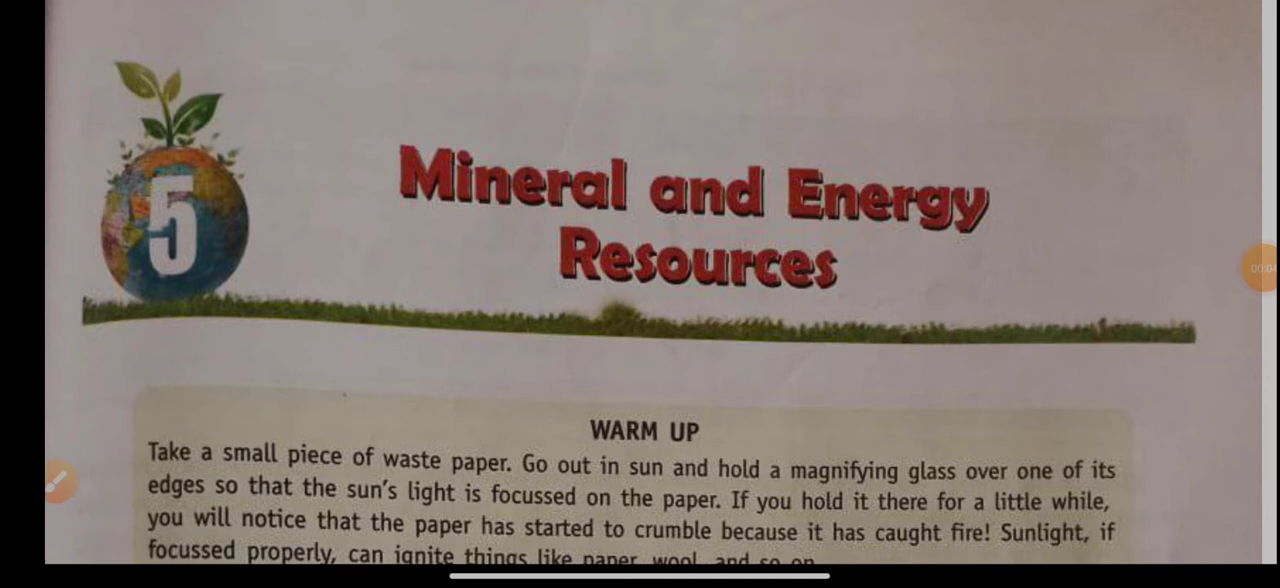 5
Mineral and Energy
Resources
WARM UP
Take a small piece of waste paper. Go out in sun and hold a magnifying glass over one of its
edges so that the sun's light is focussed on the paper. If you hold it there for a little while,
you will notice that the paper has started to crumble because it has caught fire! Sunlight, if
focussed properly, can ignite things like paper, wool, and so on.